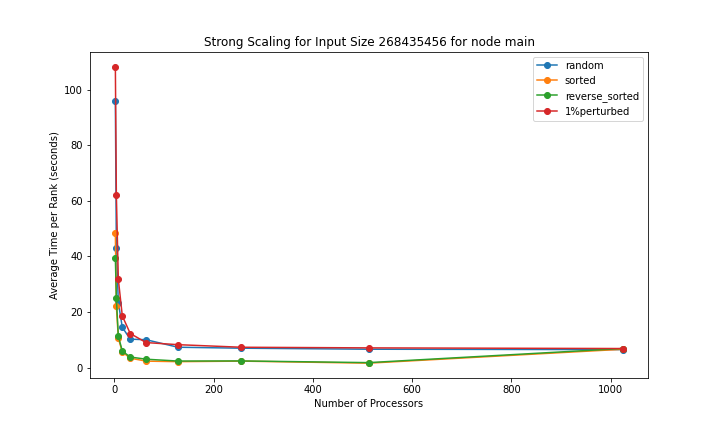 Strong Scaling for Input Size 268435456 for node main
random
sorted
reverse_sorted
1%perturbed
Average Time per Rank (seconds)
100
80
60
40
20
0
0 200 400 600 800 1000
Number of Processors